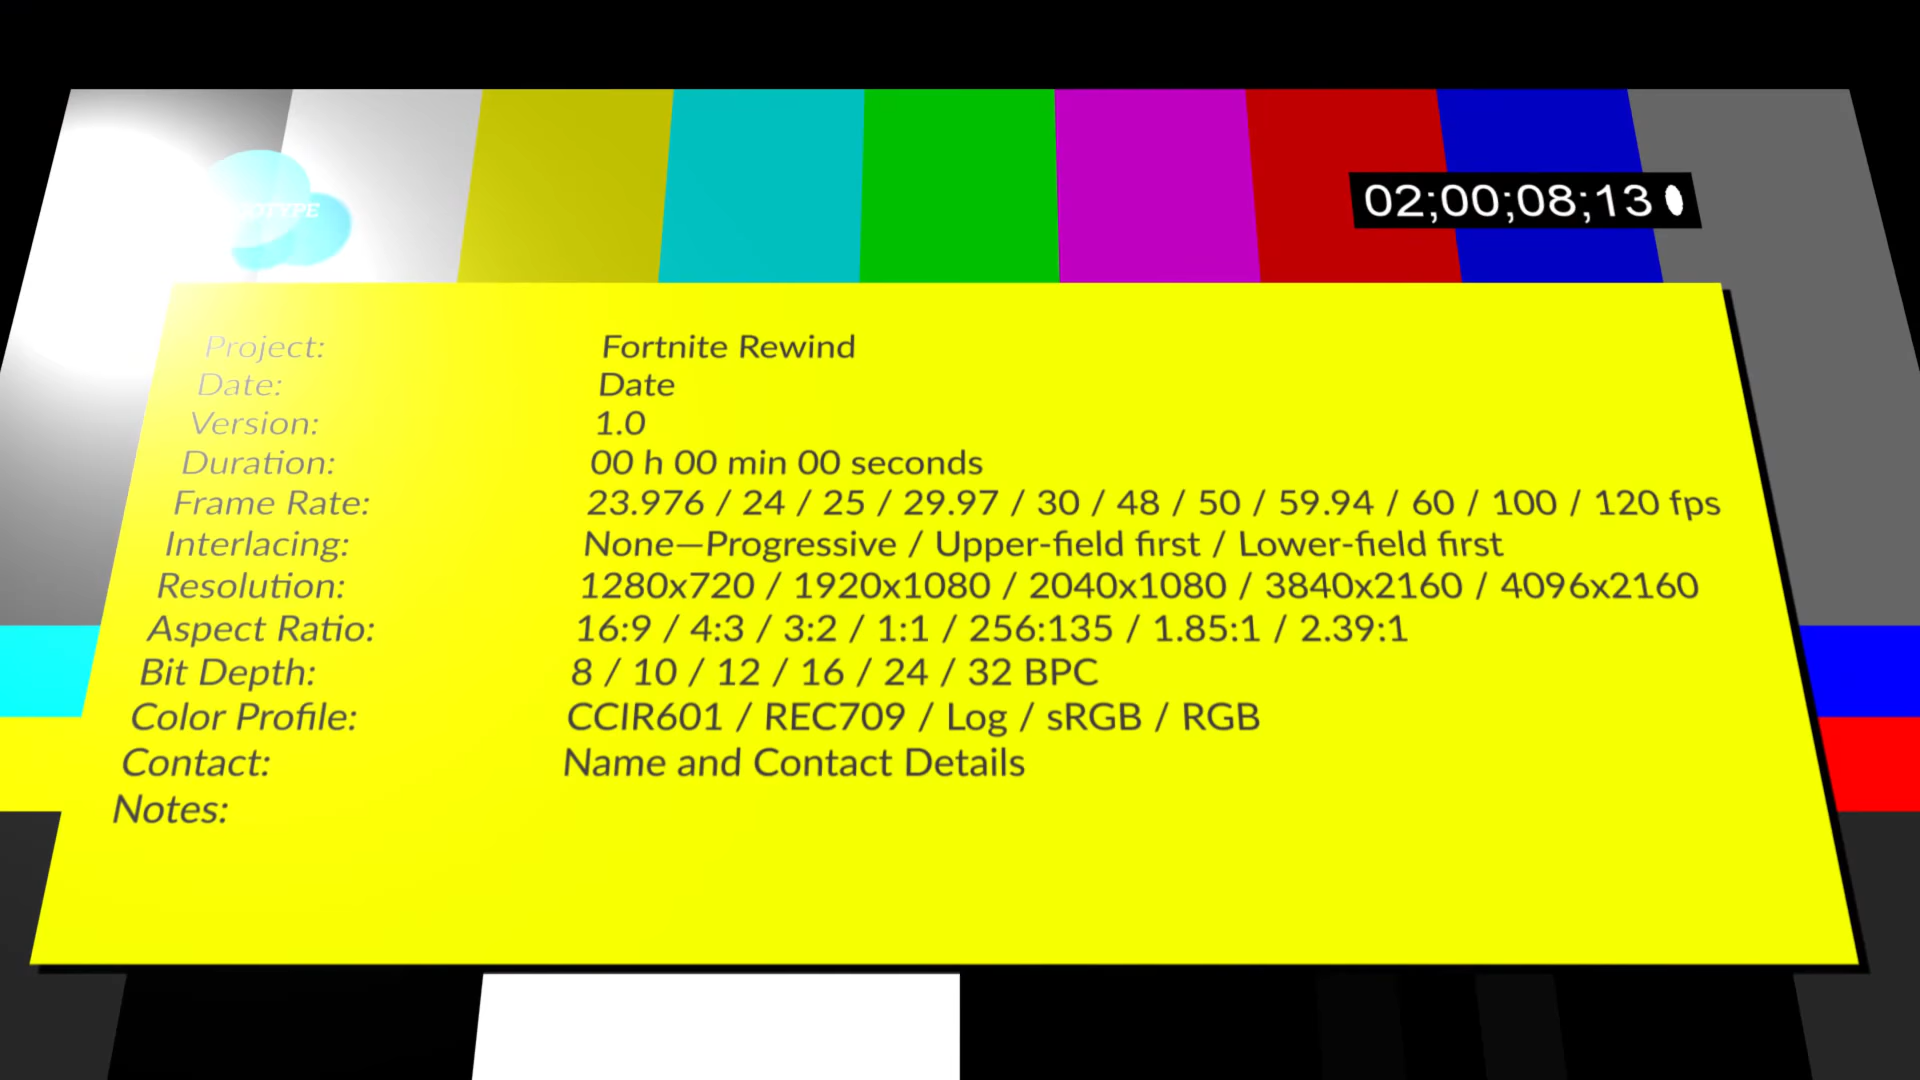 02;00;08;13
Project: Fortnite Rewind
Date: Date
Version: 1.0
Duration: 00 h 00 min 00 seconds
Frame Rate: 23.976 / 24 / 25 / 29.97 / 30 / 48 / 50 / 59.94 / 60 / 100 / 120 fps
Interlacing: None—Progressive / Upper-field first / Lower-field first
Resolution: 1280x720 / 1920x1080 / 2040x1080 / 3840x2160 / 4096x2160
Aspect Ratio: 16:9 / 4:3 / 3:2 / 1:1 / 256:135 / 1.85:1 / 2.39:1
Bit Depth: 8 / 10 / 12 / 16 / 24 / 32 BPC
Color Profile: CCIR601 / REC709 / Log / sRGB / RGB
Contact: Name and Contact Details
Notes: